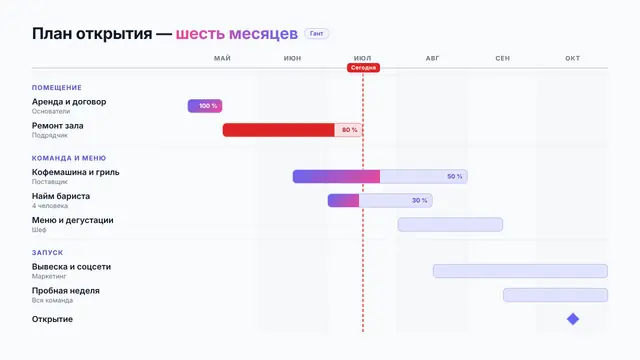 План открытия — шесть месяцев Гант
МАЙ ИЮН ИЮЛ АВГ СЕН ОКТ
Сегодня
ПОМЕЩЕНИЕ
Аренда и договор
Основатели
100 %
Ремонт зала
Подрядчик
80 %
КОМАНДА И МЕНЮ
Кофемашина и гриль
Поставщик
50 %
Найм бариста
4 человека
30 %
Меню и дегустации
Шеф
ЗАПУСК
Вывеска и соцсети
Маркетинг
Пробная неделя
Вся команда
Открытие